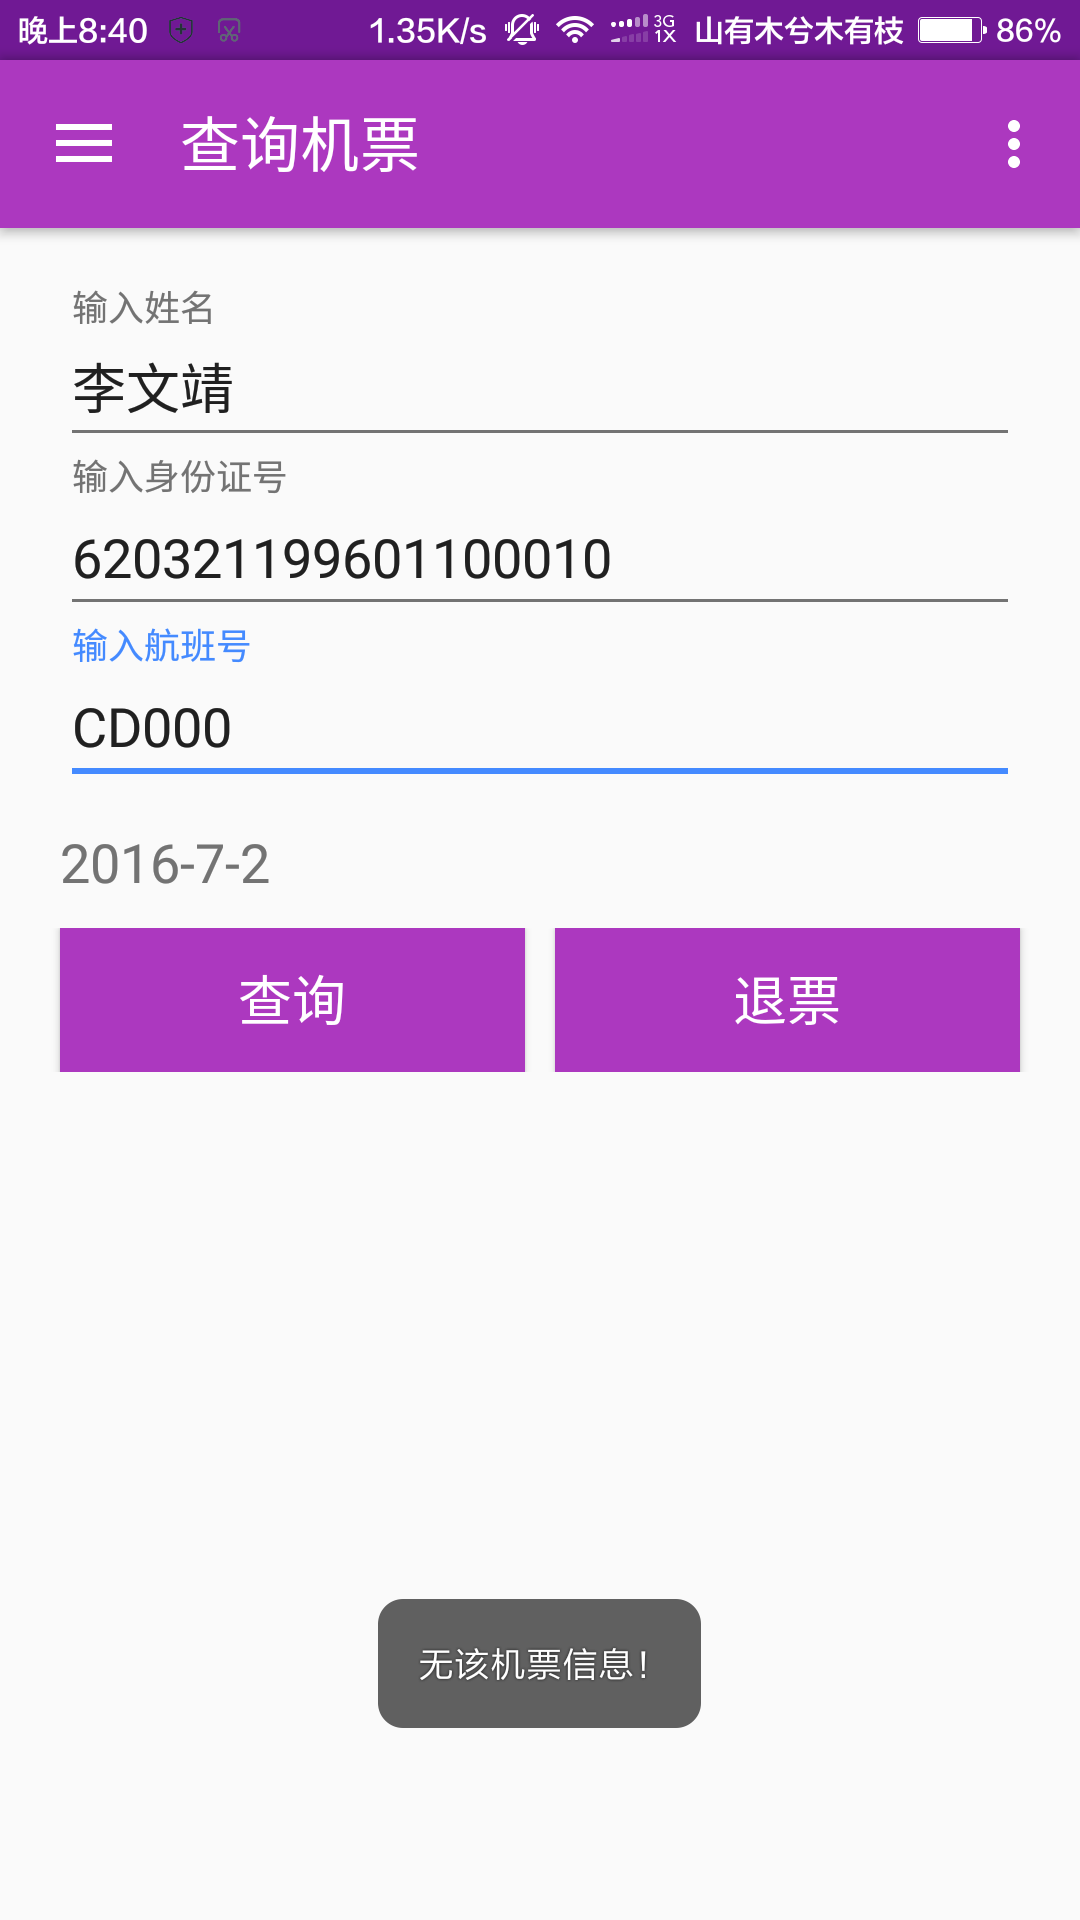 晚上8:40 1.35K/s 3G 1X 山有木兮木有枝 86%
查询机票
输入姓名
李文靖
输入身份证号
620321199601100010
输入航班号
CD000
2016-7-2
查询 退票
无该机票信息！